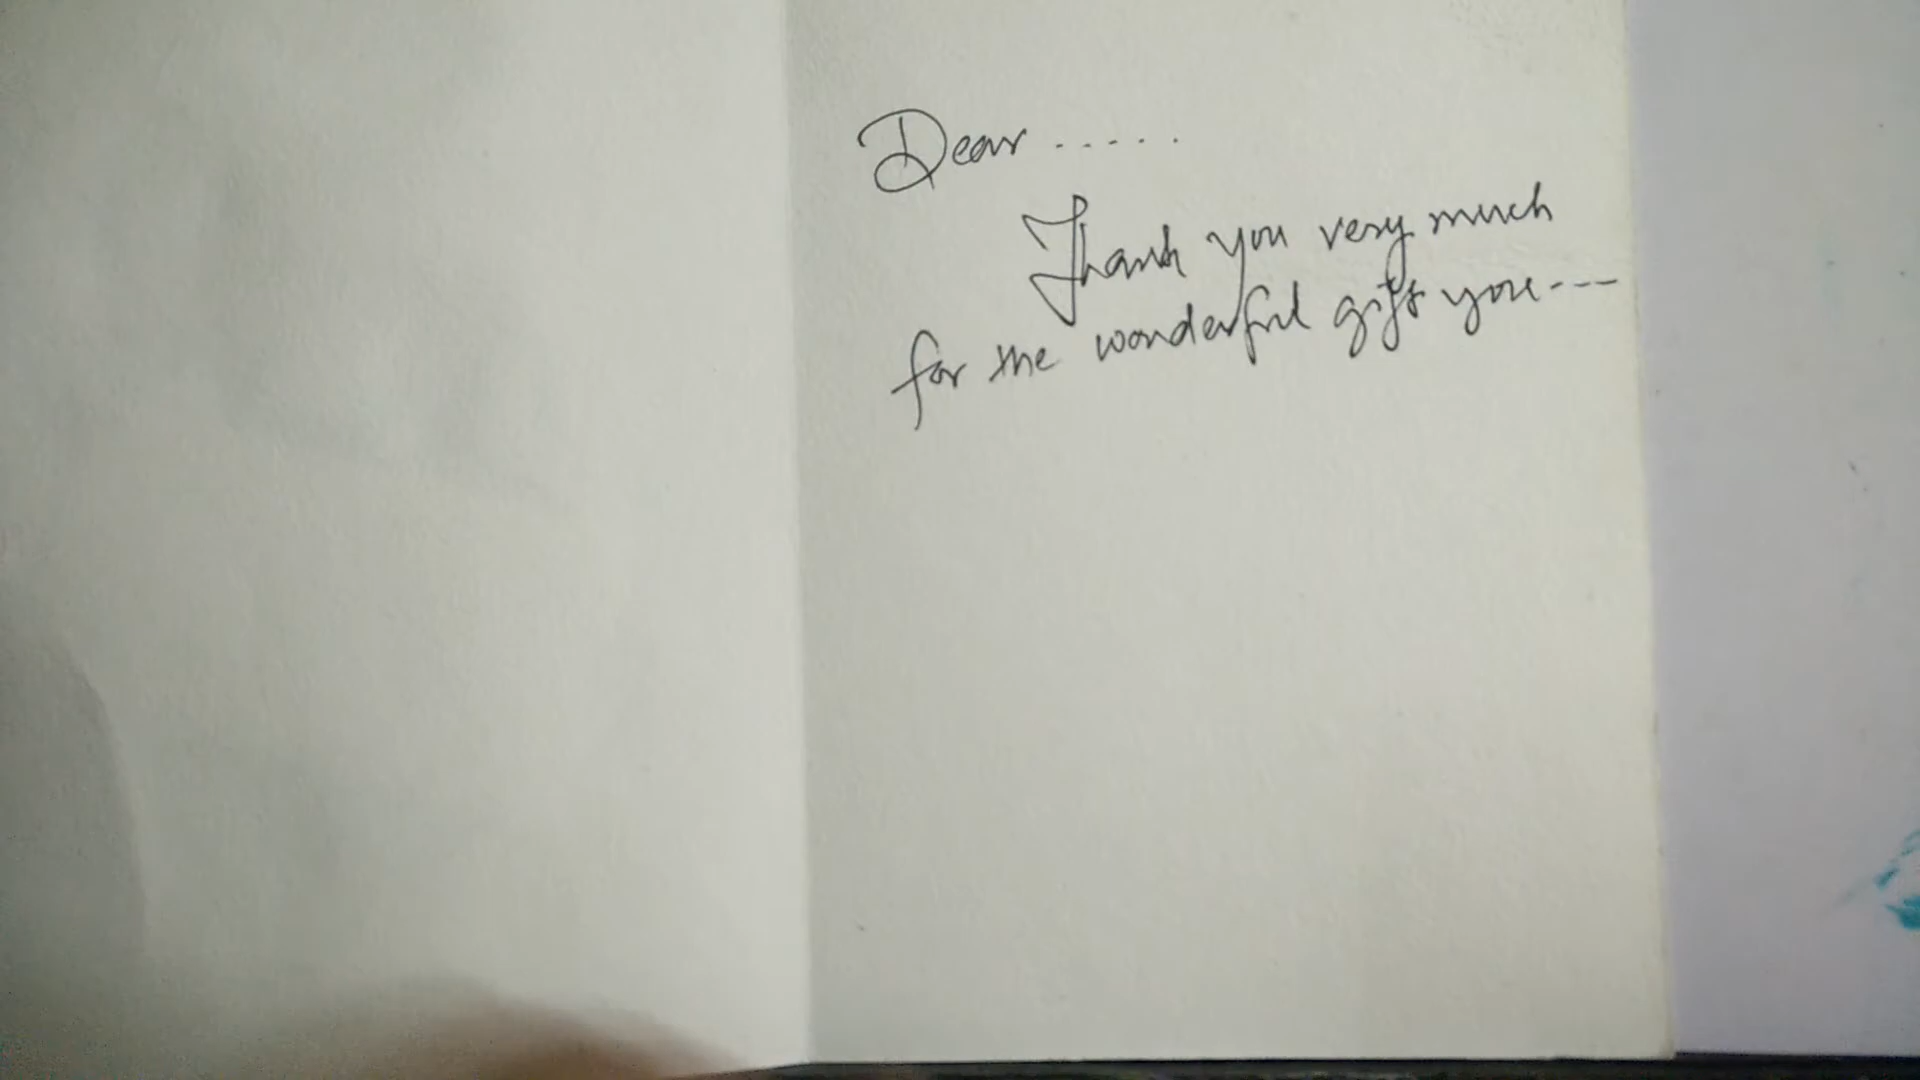 Dear .....
Thank you very much
for the wonderful gift you---